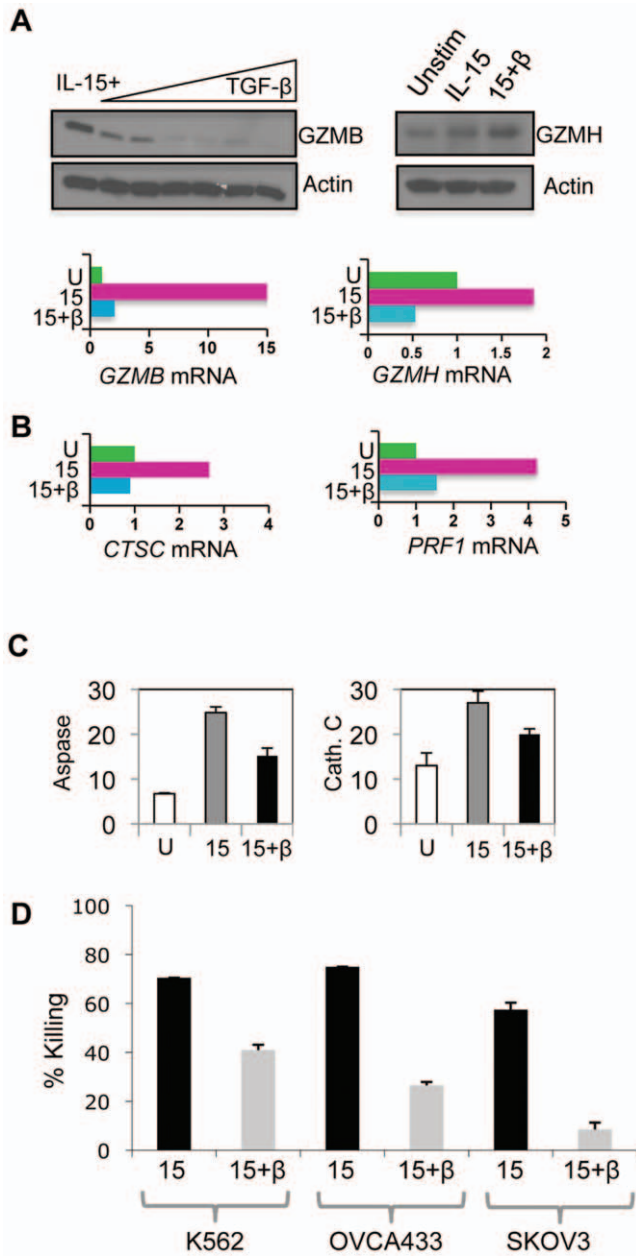 A
IL-15+ TGF-β
GZMB
Actin
Unstim IL-15 15+β
GZMH
Actin
U
15
15+β
0 5 10 15
GZMB mRNA
U
15
15+β
0 0.5 1 1.5 2
GZMH mRNA
B
U
15
15+β
0 1 2 3 4
CTSC mRNA
U
15
15+β
0 1 2 3 4 5
PRF1 mRNA
C
Aspase
30
20
10
0
U 15 15+β
Cath. C
30
20
10
0
U 15 15+β
D
% Killing
100
80
60
40
20
0
15 15+β 15 15+β 15 15+β
K562 OVCA433 SKOV3